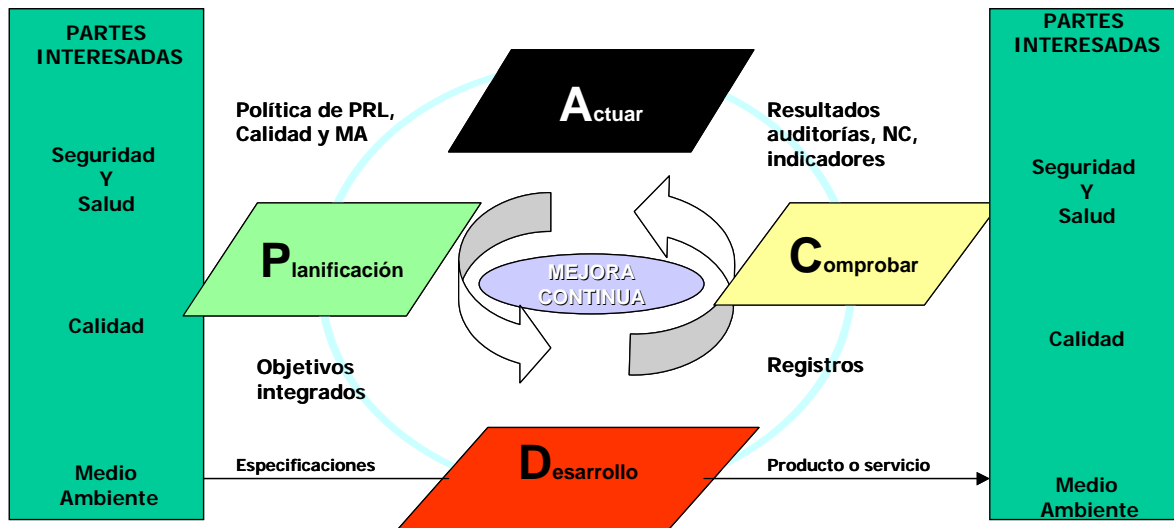 PARTES
INTERESADAS
Seguridad
Y
Salud
Calidad
Medio
Ambiente
Política de PRL,
Calidad y MA
Actuar
Resultados
auditorías, NC,
indicadores
Planificación
MEJORA
CONTINUA
Comprobar
Objetivos
integrados
Registros
Especificaciones
Desarrollo
Producto o servicio
PARTES
INTERESADAS
Seguridad
Y
Salud
Calidad
Medio
Ambiente